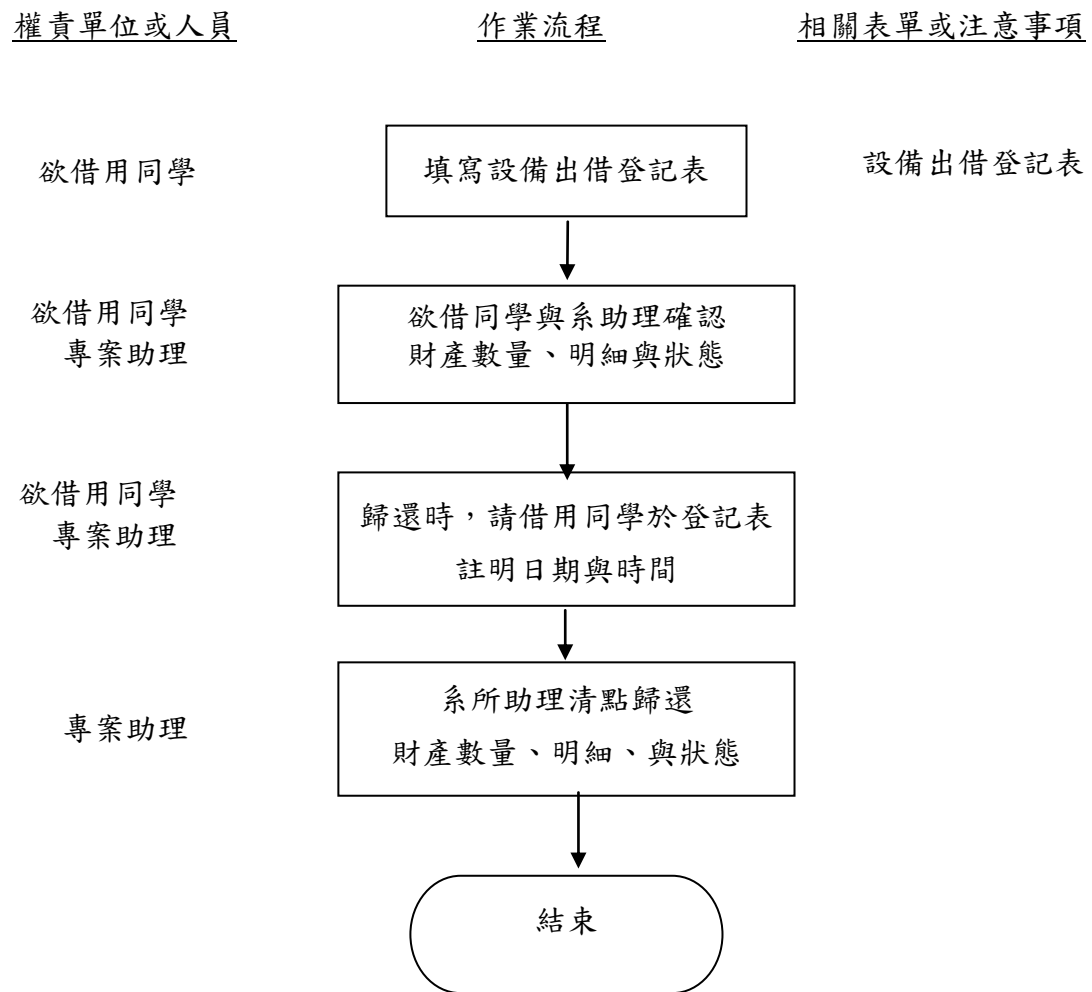 權責單位或人員
作業流程
相關表單或注意事項
欲借用同學
填寫設備出借登記表
設備出借登記表
欲借用同學
專案助理
欲借同學與系助理確認
財產數量、明細與狀態
欲借用同學
專案助理
歸還時，請借用同學於登記表
註明日期與時間
專案助理
系所助理清點歸還
財產數量、明細、與狀態
結束